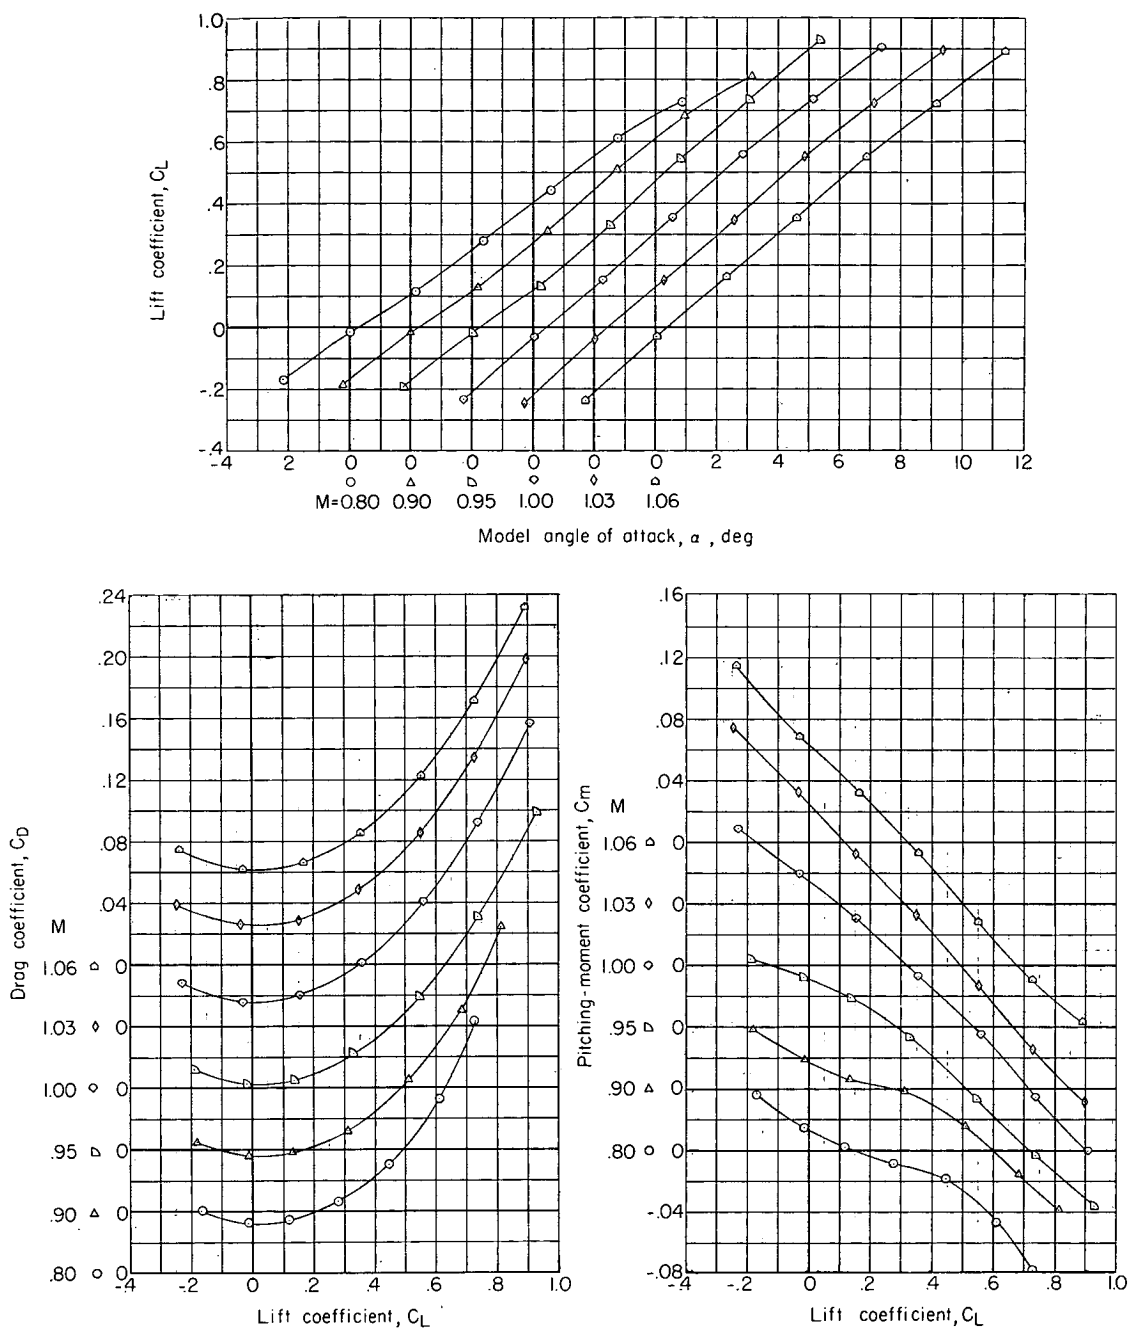 1.0
.8
.6
.4
.2
0
-.2
-.4
Lift coefficient, CL
-4 2 0 0 0 0 0 0 2 4 6 8 10 12
M=0.80 0.90 0.95 1.00 1.03 1.06
Model angle of attack, α, deg
.24
.20
.16
.12
.08
.04
M
1.06 0
1.03 0
1.00 0
.95 0
.90 0
.80 0
Drag coefficient, CD
-.4 -.2 0 .2 .4 .6 .8 1.0
Lift coefficient, CL
.16
.12
.08
.04
M
1.06 0
1.03 0
1.00 0
.95 0
.90 0
.80 0
-.04
-.08
Pitching-moment coefficient, Cm
-.4 -.2 0 .2 .4 .6 .8 1.0
Lift coefficient, CL